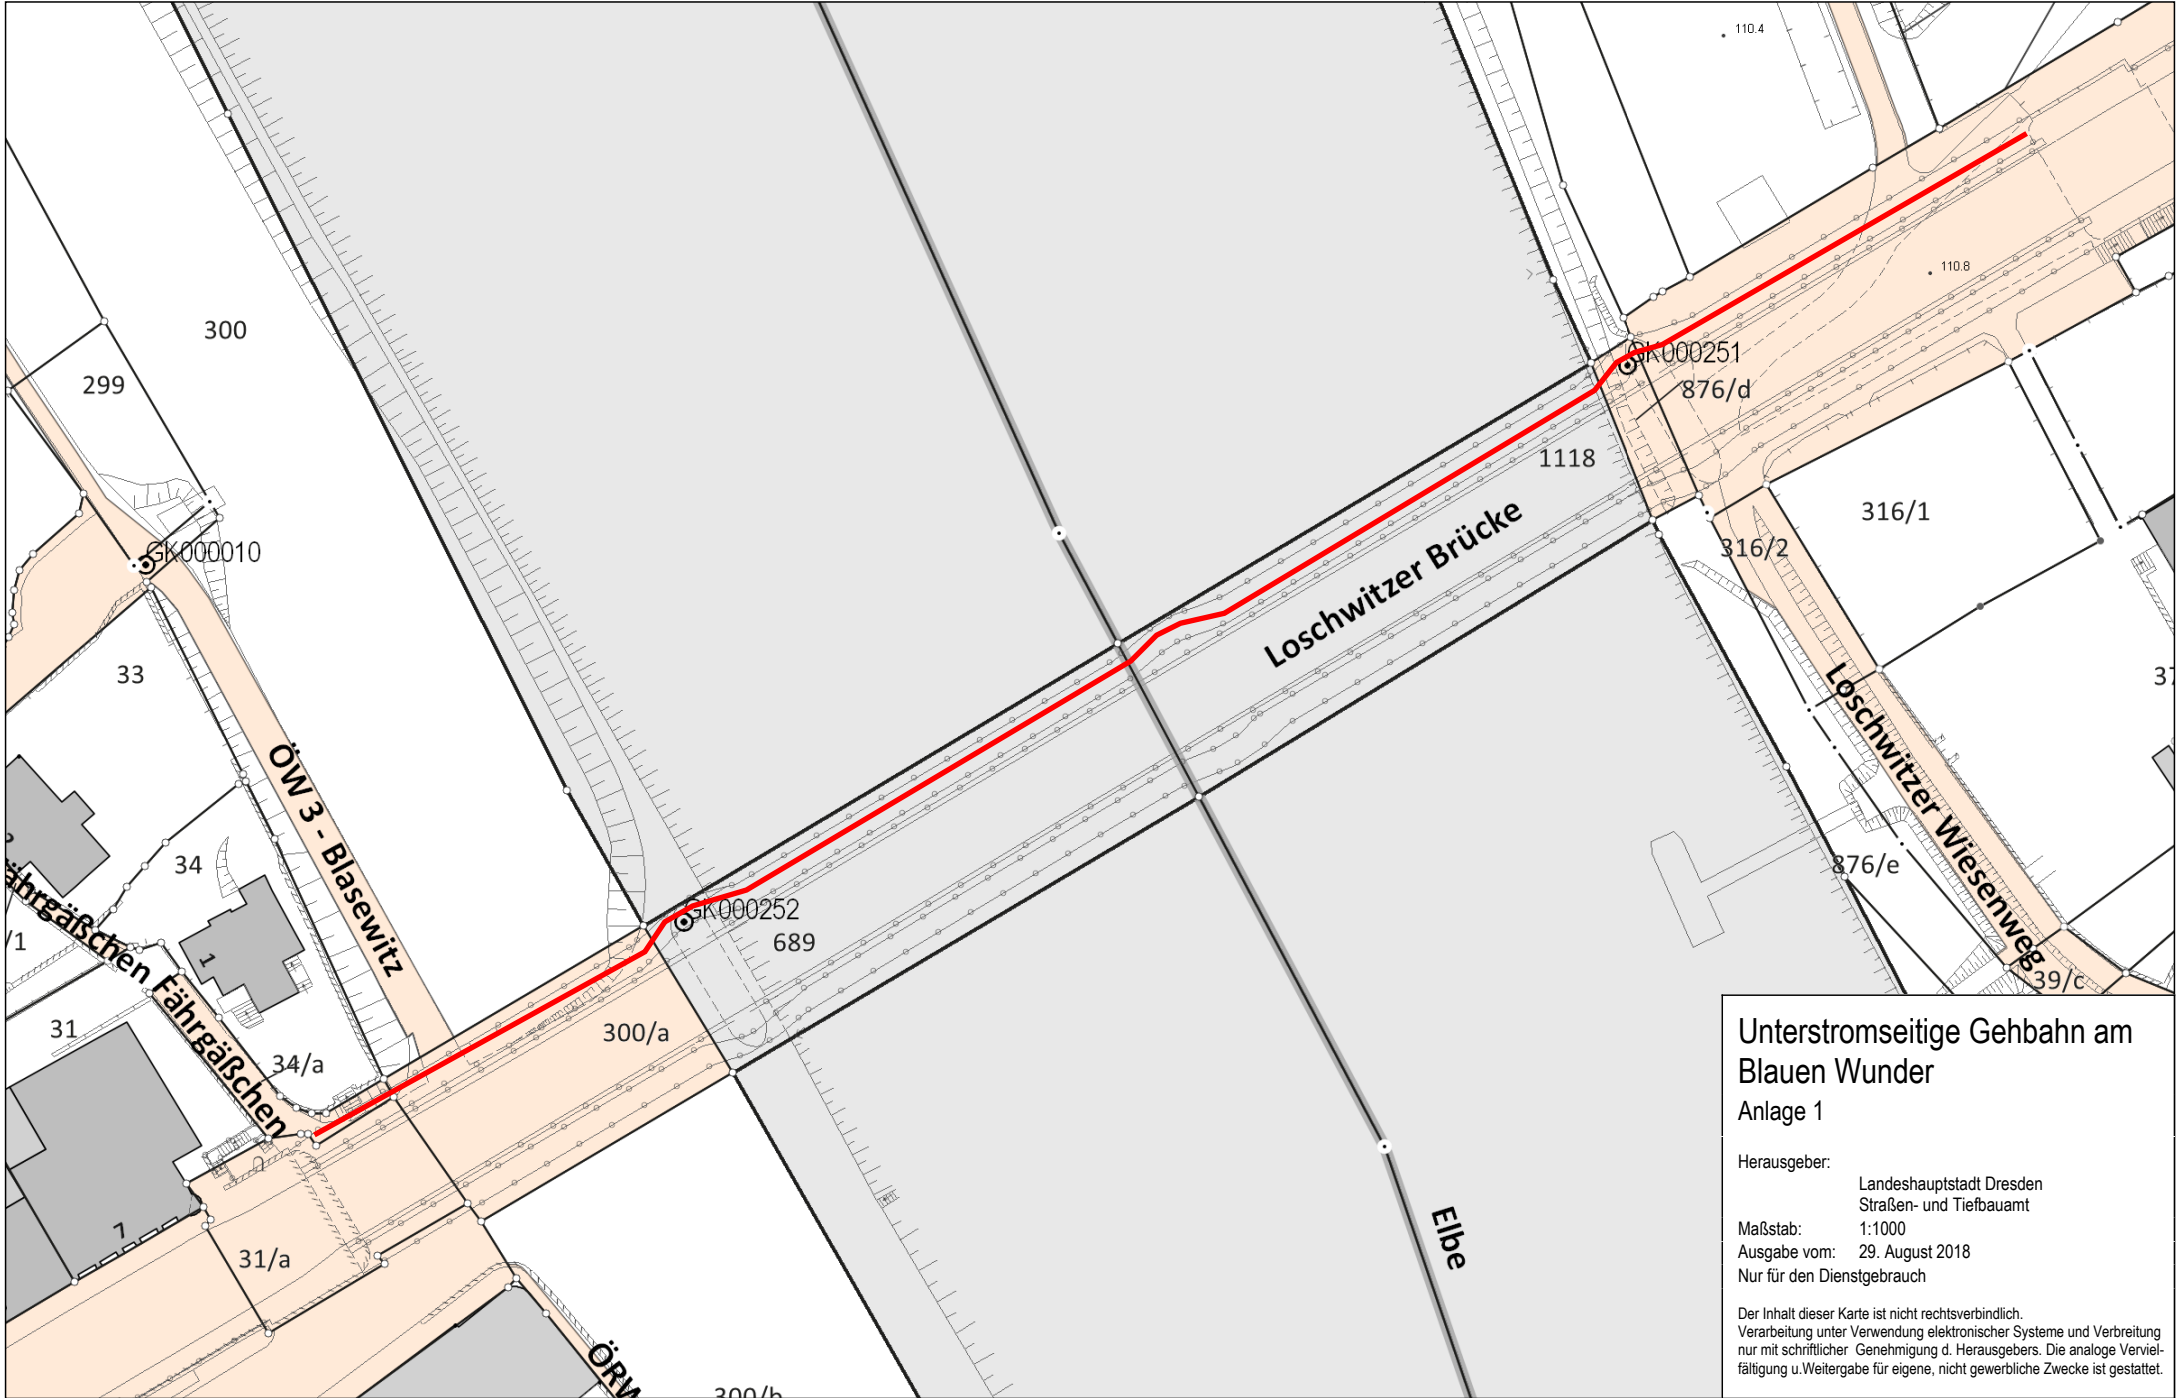 110.4
110.8
300
299
GK000251
876/d
1118
316/1
316/2
GK000010
Loschwitzer Brücke
33
ÖW 3 - Blasewitz
34
Loschwitzer Wiesenweg
876/e
GK000252
689
/1
1
39/c
31
Fährgäßchen
34/a
300/a
7
31/a
Elbe
Unterstromseitige Gehbahn am
Blauen Wunder
Anlage 1
Herausgeber:
Landeshauptstadt Dresden
Straßen- und Tiefbauamt
Maßstab: 1:1000
Ausgabe vom: 29. August 2018
Nur für den Dienstgebrauch
Der Inhalt dieser Karte ist nicht rechtsverbindlich.
Verarbeitung unter Verwendung elektronischer Systeme und Verbreitung
nur mit schriftlicher Genehmigung d. Herausgebers. Die analoge Verviel-
fältigung u.Weitergabe für eigene, nicht gewerbliche Zwecke ist gestattet.